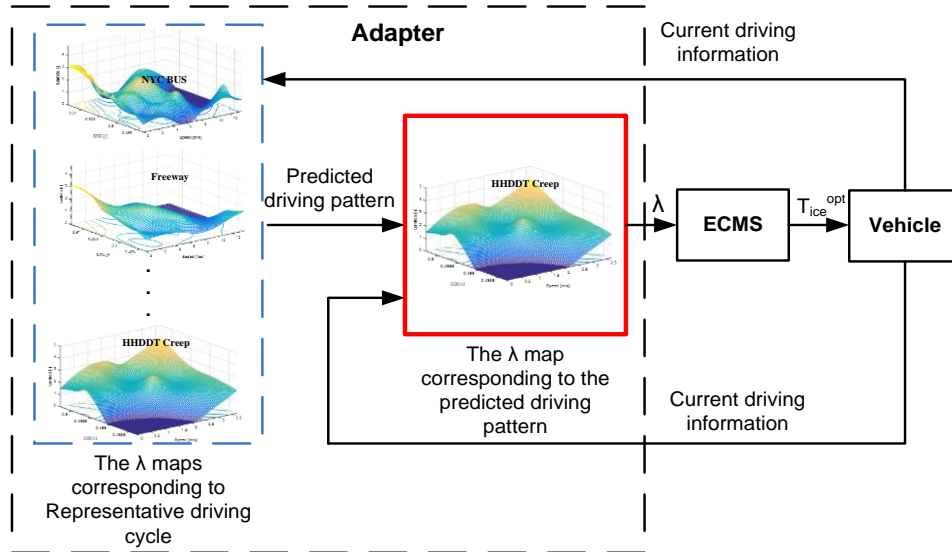 Adapter
Current driving
information
NYC BUS
Freeway
HHDDT Creep
Predicted
driving pattern
HHDDT Creep
λ
ECMS
T_ice^opt
Vehicle
The λ map
corresponding to the
predicted driving
pattern
Current driving
information
The λ maps
corresponding to
Representative driving
cycle